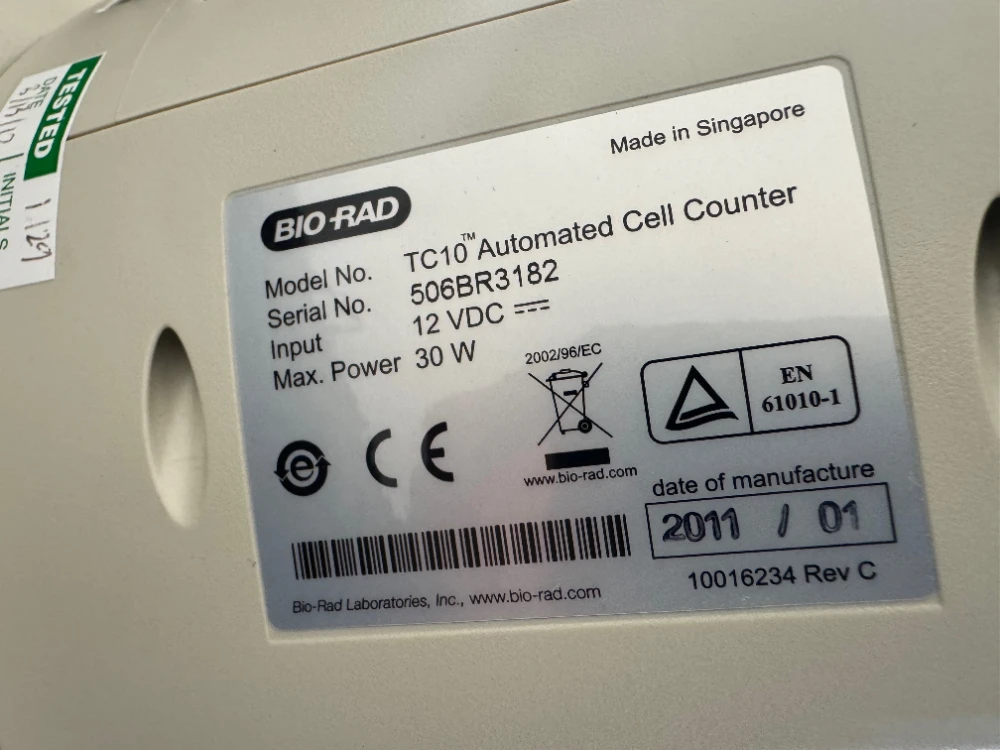 TESTED
DATE
INITIALS
Made in Singapore
BIO-RAD
Model No. TC10™ Automated Cell Counter
Serial No. 506BR3182
Input 12 VDC
Max. Power 30 W
2002/96/EC
EN
61010-1
e
CE
www.bio-rad.com
date of manufacture
2011 / 01
10016234 Rev C
Bio-Rad Laboratories, Inc., www.bio-rad.com